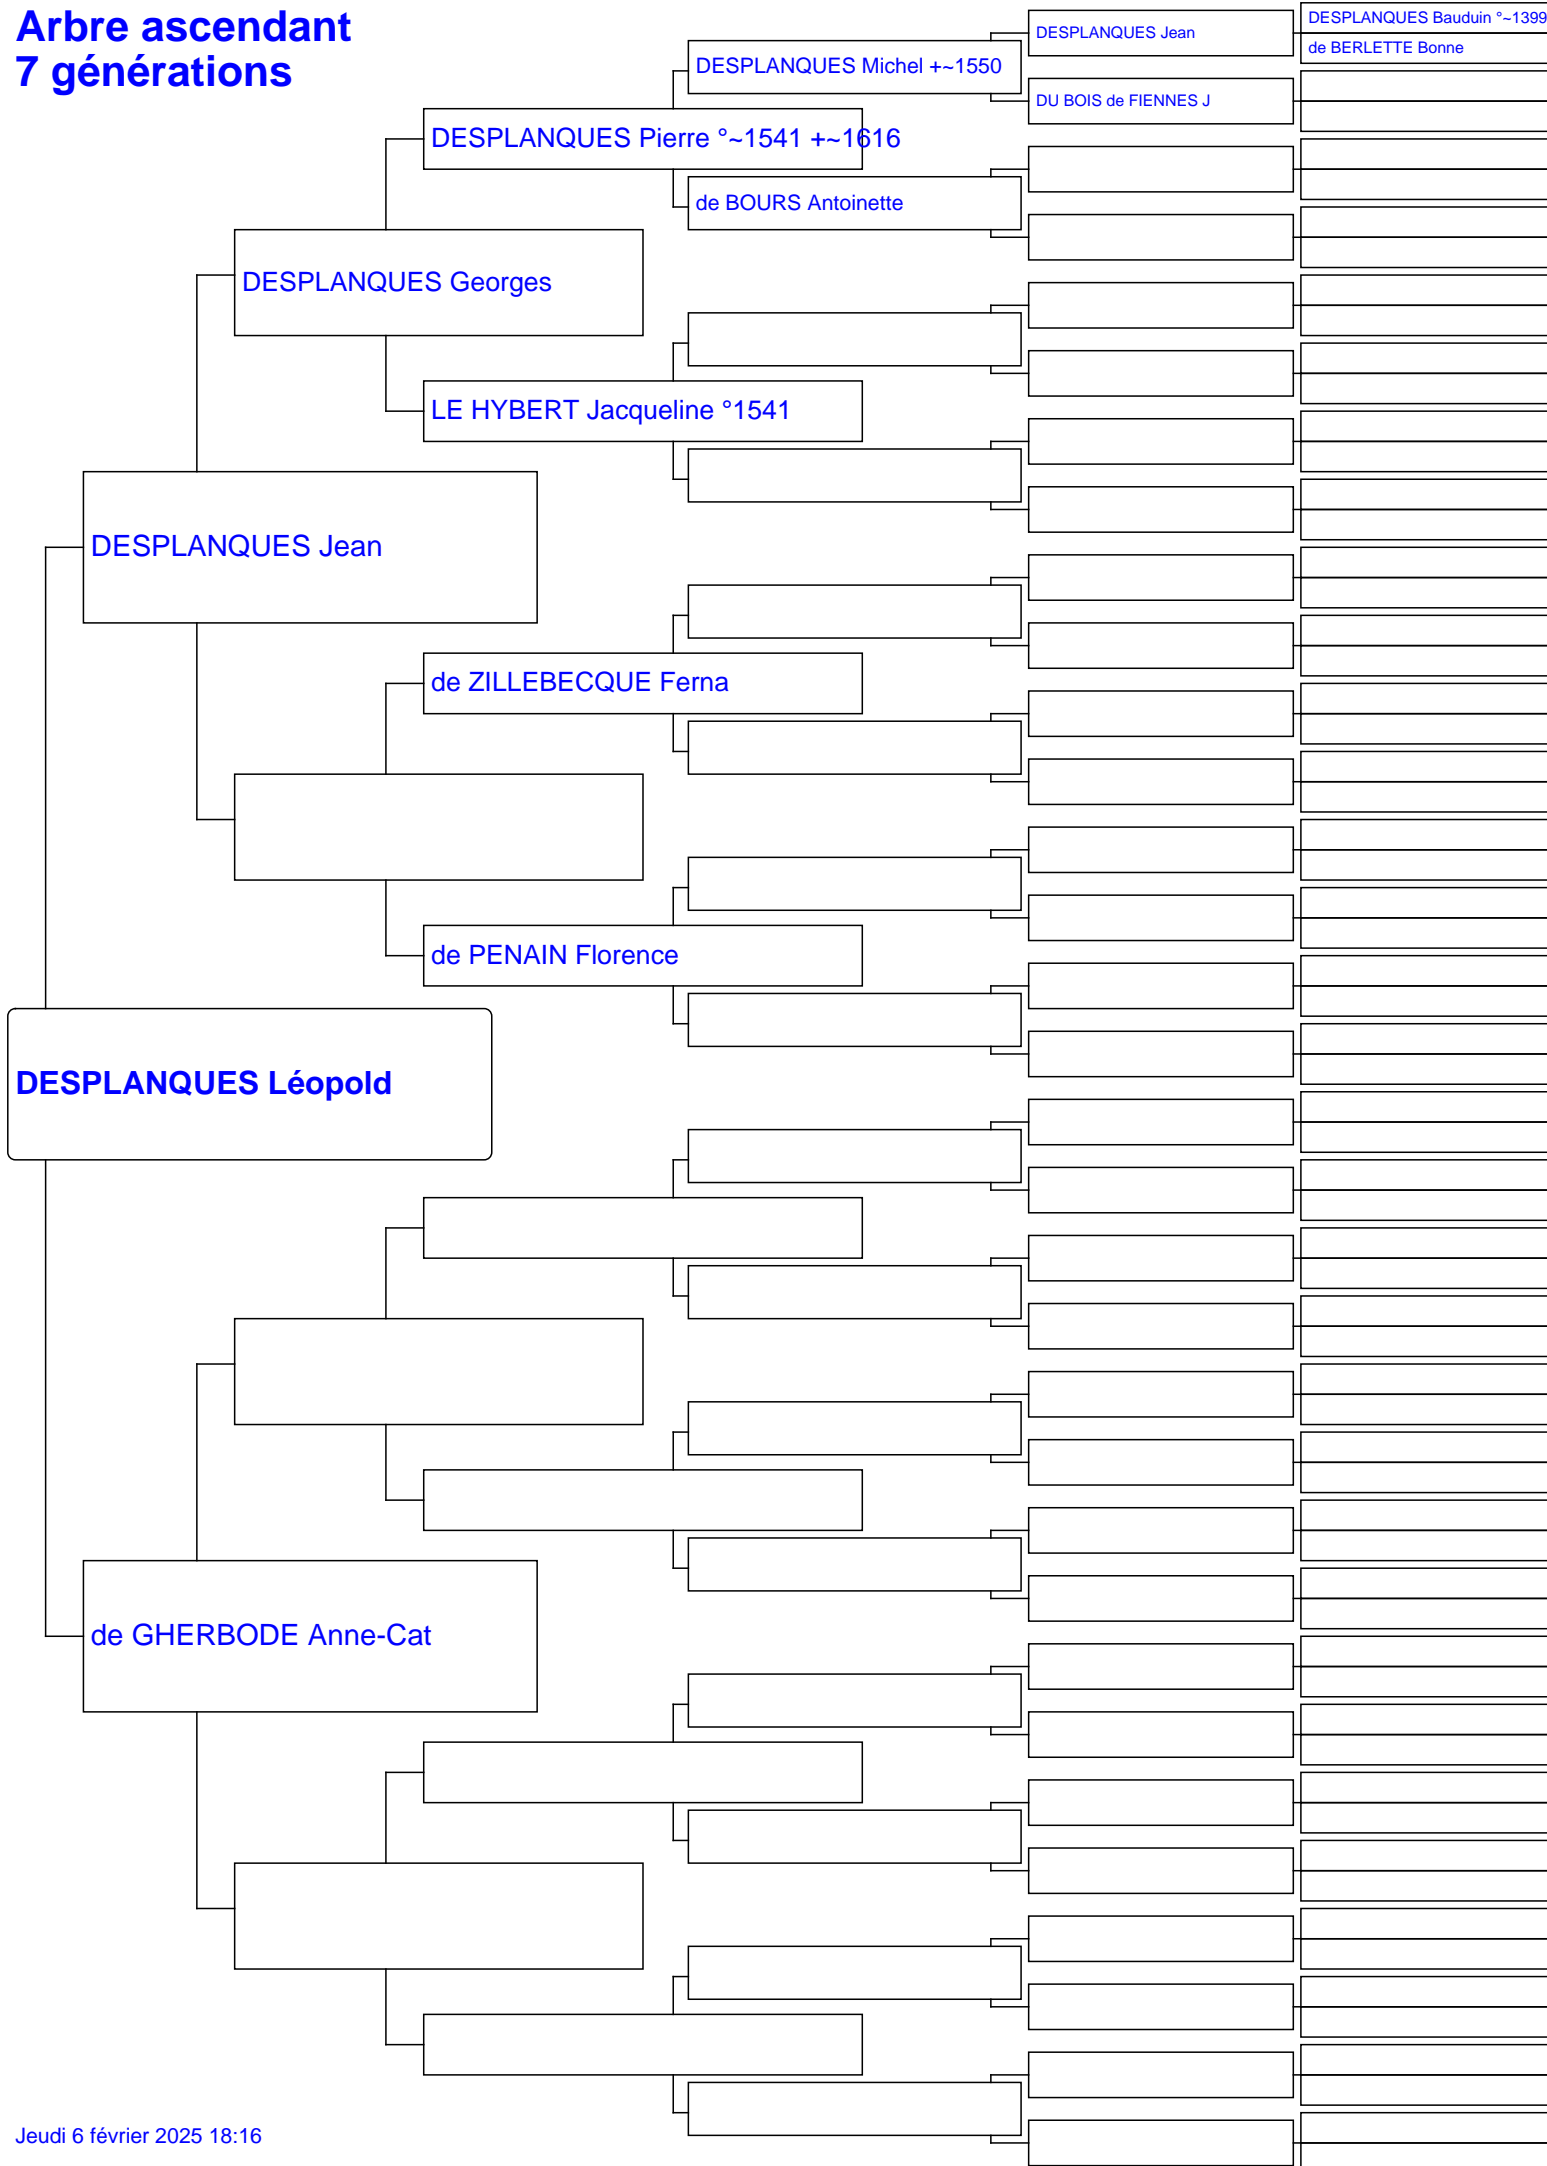 Arbre ascendant
7 générations
DESPLANQUES Bauduin °~1399
de BERLETTE Bonne
DESPLANQUES Jean
DESPLANQUES Michel +~1550
DU BOIS de FIENNES J
DESPLANQUES Pierre °~1541 +~1616
de BOURS Antoinette
DESPLANQUES Georges
LE HYBERT Jacqueline °1541
DESPLANQUES Jean
de ZILLEBECQUE Ferna
de PENAIN Florence
DESPLANQUES Léopold
de GHERBODE Anne-Cat
Jeudi 6 février 2025 18:16